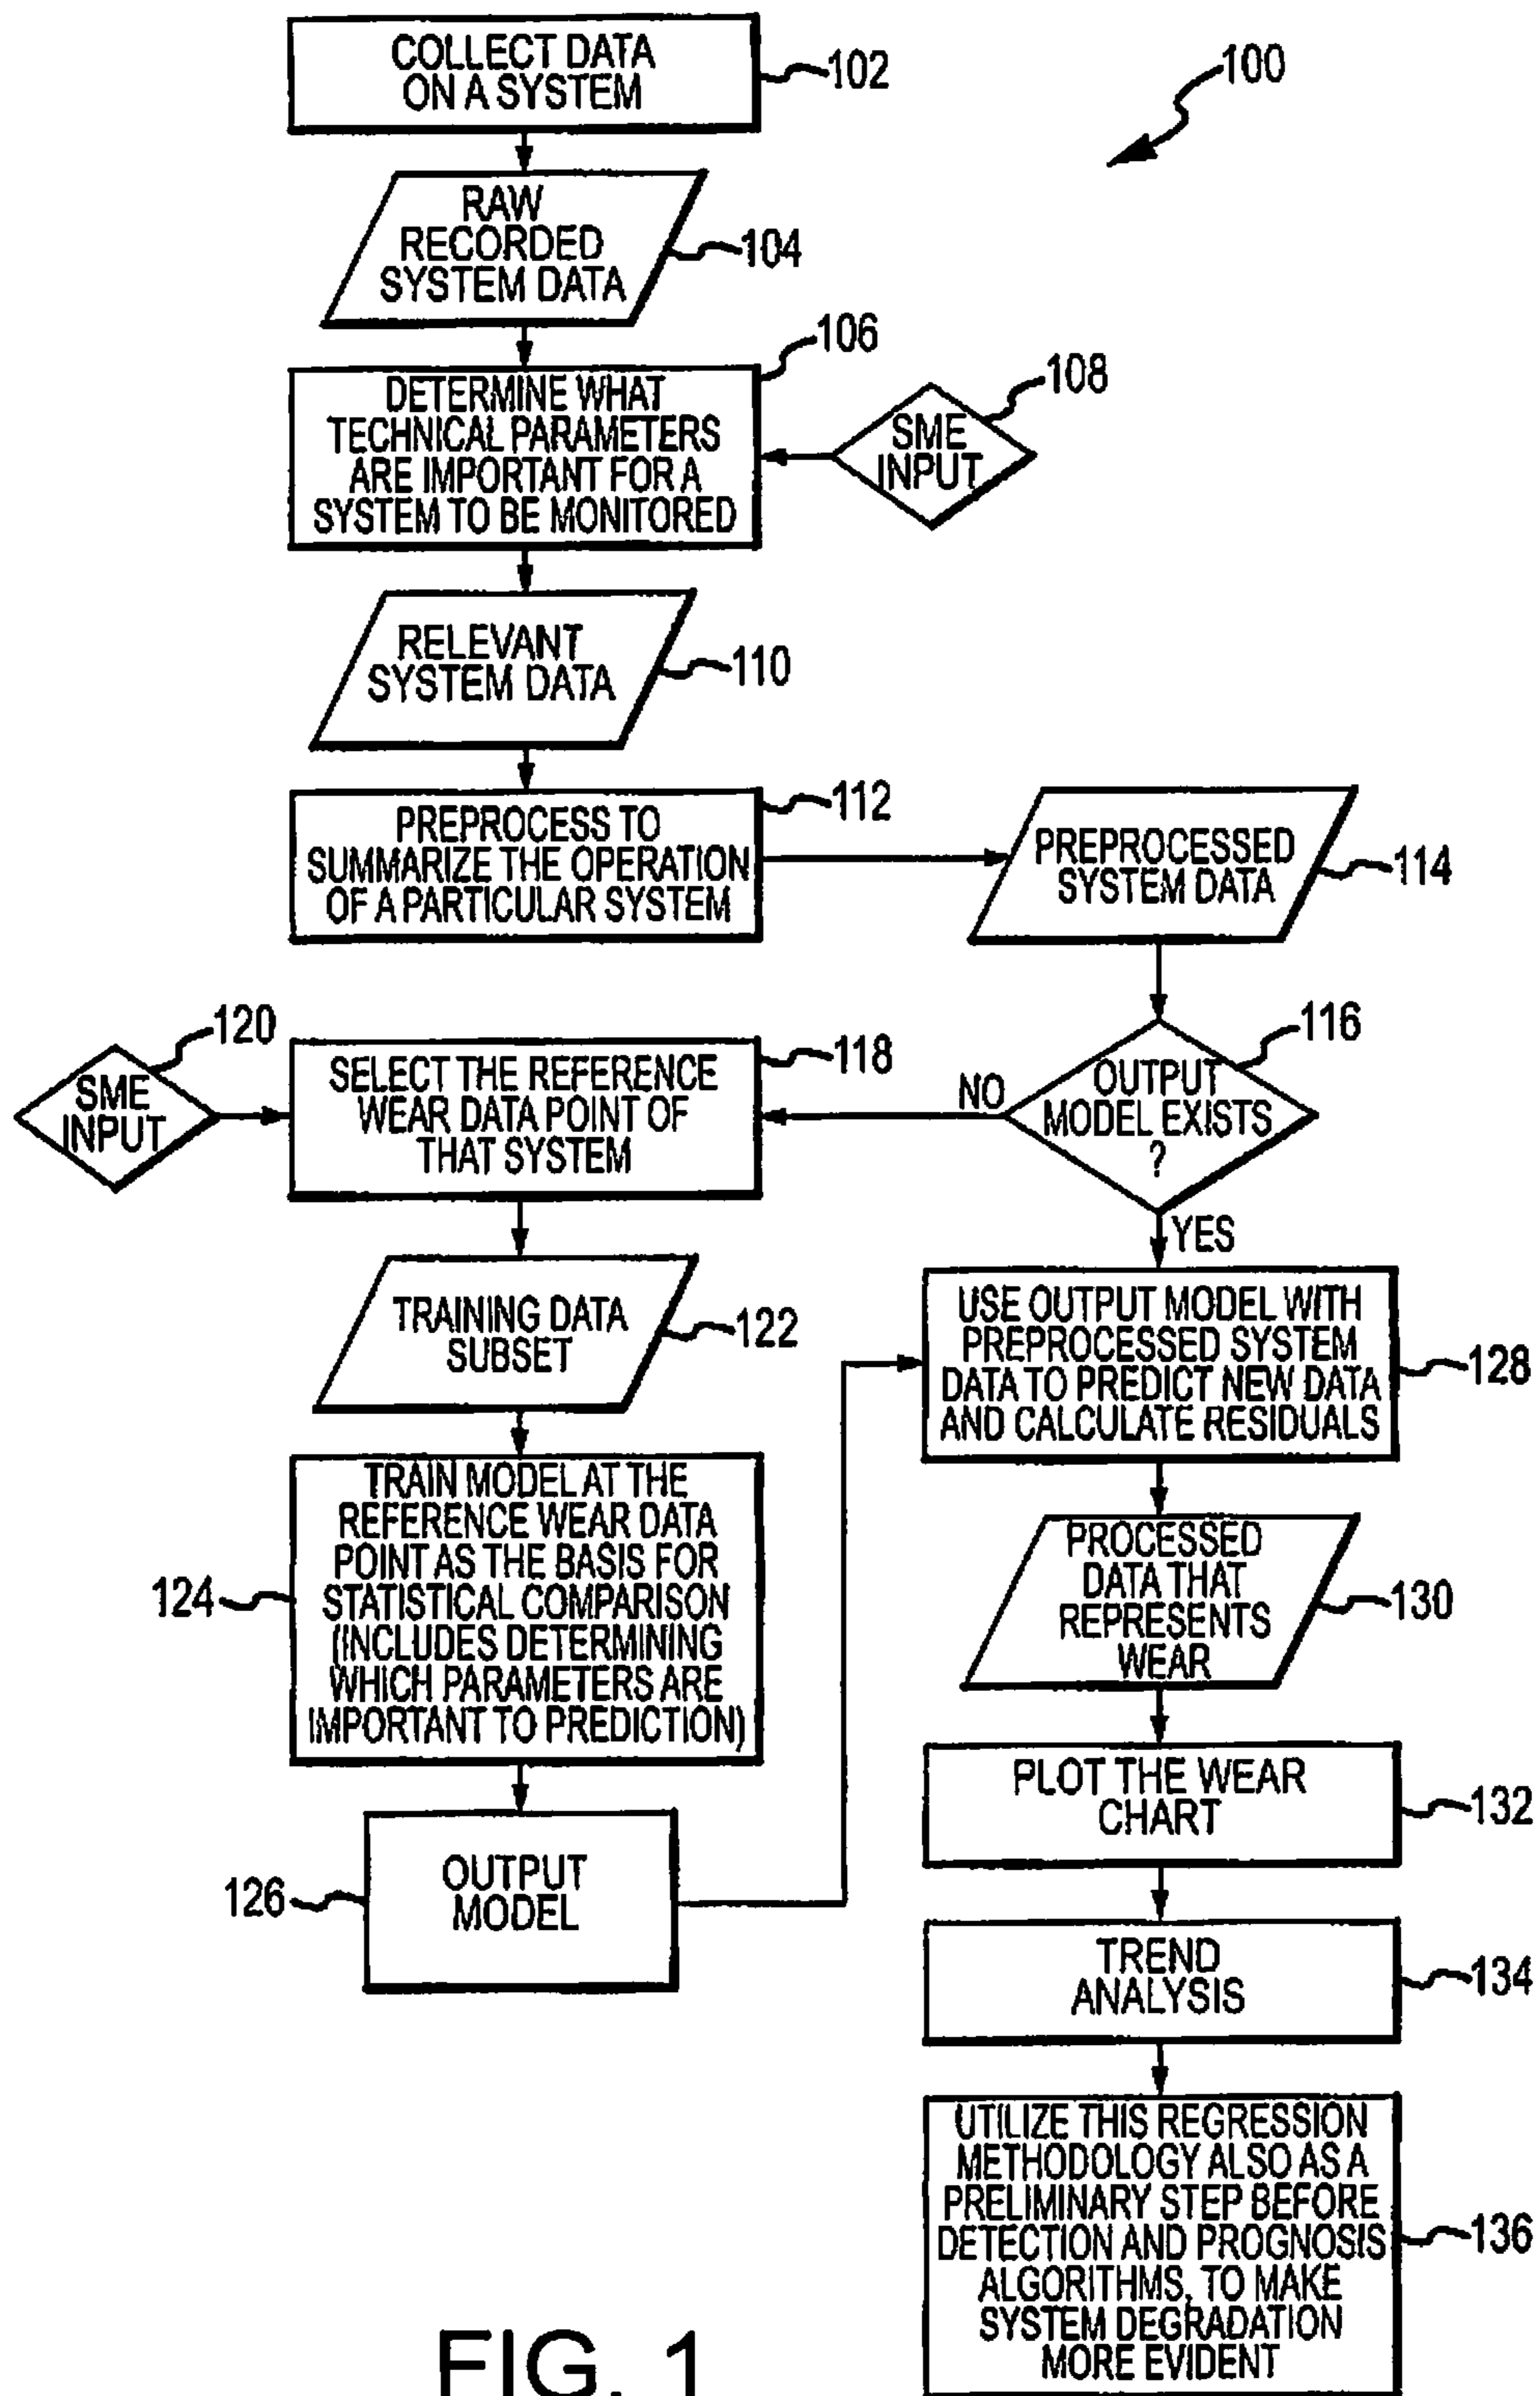 COLLECT DATA
ON A SYSTEM
102
100
RAW
RECORDED
SYSTEM DATA
104
106
DETERMINE WHAT
TECHNICAL PARAMETERS
ARE IMPORTANT FOR A
SYSTEM TO BE MONITORED
108
SME
INPUT
RELEVANT
SYSTEM DATA
110
PREPROCESS TO
SUMMARIZE THE OPERATION
OF A PARTICULAR SYSTEM
112
PREPROCESSED
SYSTEM DATA
114
116
OUTPUT
MODEL EXISTS
?
NO
YES
120
SME
INPUT
SELECT THE REFERENCE
WEAR DATA POINT OF
THAT SYSTEM
118
TRAINING DATA
SUBSET
122
TRAIN MODEL AT THE
REFERENCE WEAR DATA
POINT AS THE BASIS FOR
STATISTICAL COMPARISON
(INCLUDES DETERMINING
WHICH PARAMETERS ARE
IMPORTANT TO PREDICTION)
124
OUTPUT
MODEL
126
USE OUTPUT MODEL WITH
PREPROCESSED SYSTEM
DATA TO PREDICT NEW DATA
AND CALCULATE RESIDUALS
128
PROCESSED
DATA THAT
REPRESENTS
WEAR
130
PLOT THE WEAR
CHART
132
TREND
ANALYSIS
134
UTILIZE THIS REGRESSION
METHODOLOGY ALSO AS A
PRELIMINARY STEP BEFORE
DETECTION AND PROGNOSIS
ALGORITHMS, TO MAKE
SYSTEM DEGRADATION
MORE EVIDENT
136
FIG. 1